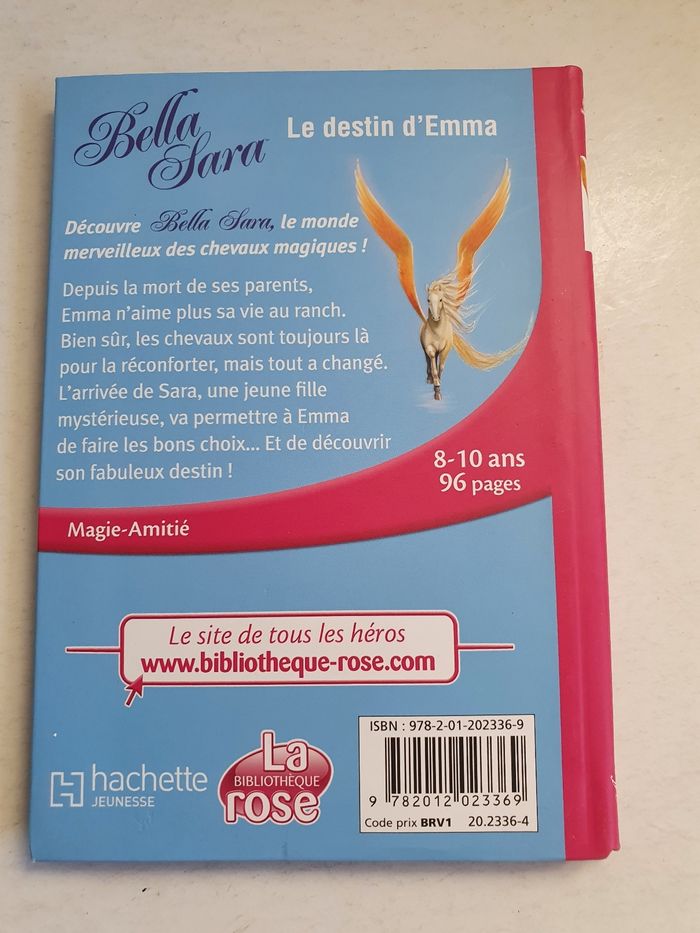 Bella
Sara™
Le destin d'Emma
Découvre Bella Sara, le monde
merveilleux des chevaux magiques !
Depuis la mort de ses parents,
Emma n'aime plus sa vie au ranch.
Bien sûr, les chevaux sont toujours là
pour la réconforter, mais tout a changé.
L'arrivée de Sara, une jeune fille
mystérieuse, va permettre à Emma
de faire les bons choix... Et de découvrir
son fabuleux destin !
8-10 ans
96 pages
Magie-Amitié
Le site de tous les héros
www.bibliotheque-rose.com
ISBN : 978-2-01-202336-9
9 782012 023369
Code prix BRV1 20.2336-4
hachette
JEUNESSE
La
BIBLIOTHÈQUE
rose